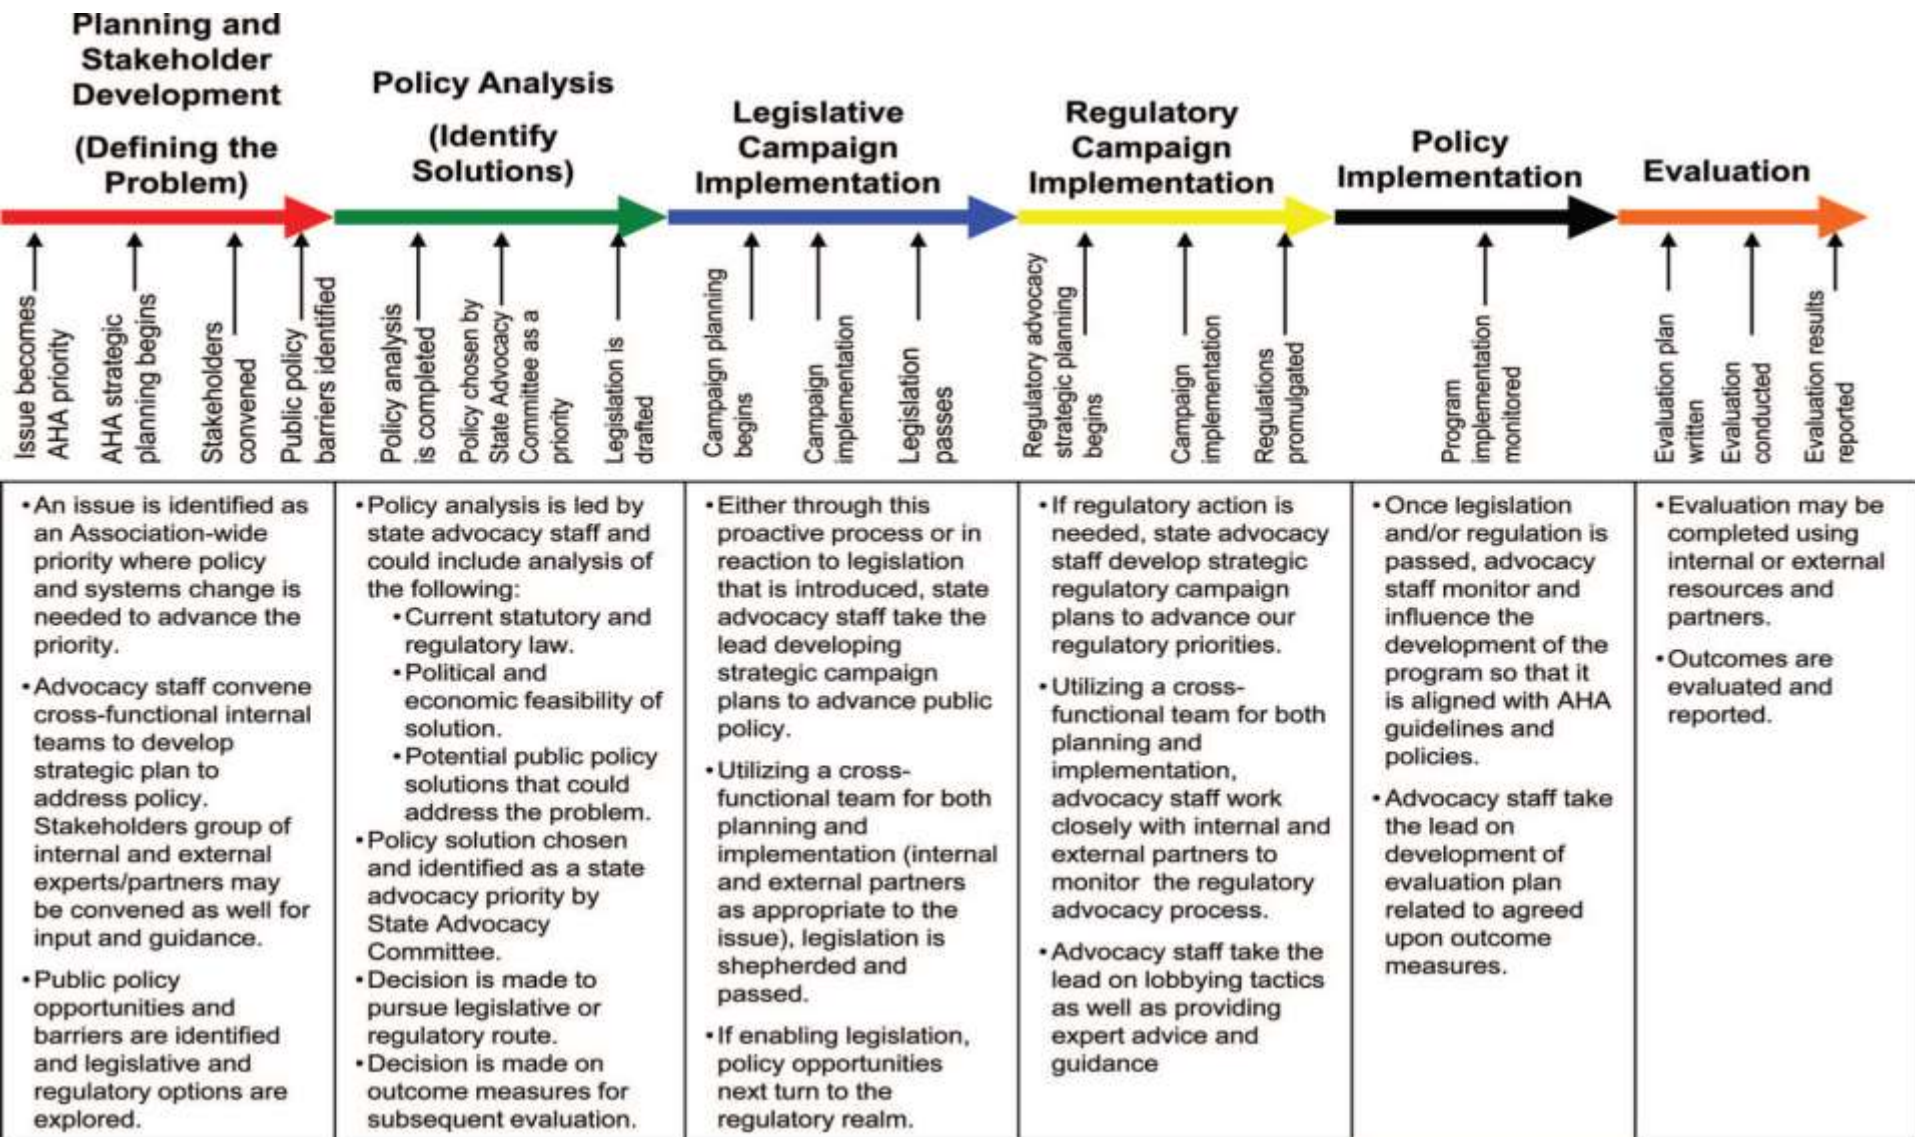 Planning and
Stakeholder
Development
(Defining the
Problem)
Policy Analysis
(Identify
Solutions)
Legislative
Campaign
Implementation
Regulatory
Campaign
Implementation
Policy
Implementation
Evaluation
Issue becomes
AHA priority
AHA strategic
planning begins
Stakeholders
convened
Public policy
barriers identified
Policy analysis
is completed
Policy chosen by
State Advocacy
Committee as a
priority
Legislation is
drafted
Campaign planning
begins
Campaign
implementation
Legislation
passes
Regulatory advocacy
strategic planning
begins
Campaign
implementation
Regulations
promulgated
Program
implementation
monitored
Evaluation plan
written
Evaluation
conducted
Evaluation results
reported
•An issue is identified as
an Association-wide
priority where policy
and systems change is
needed to advance the
priority.
•Advocacy staff convene
cross-functional internal
teams to develop
strategic plan to
address policy.
Stakeholders group of
internal and external
experts/partners may
be convened as well for
input and guidance.
•Public policy
opportunities and
barriers are identified
and legislative and
regulatory options are
explored.
•Policy analysis is led by
state advocacy staff and
could include analysis of
the following:
•Current statutory and
regulatory law.
•Political and
economic feasibility of
solution.
•Potential public policy
solutions that could
address the problem.
•Policy solution chosen
and identified as a state
advocacy priority by
State Advocacy
Committee.
•Decision is made to
pursue legislative or
regulatory route.
•Decision is made on
outcome measures for
subsequent evaluation.
•Either through this
proactive process or in
reaction to legislation
that is introduced, state
advocacy staff take the
lead developing
strategic campaign
plans to advance public
policy.
•Utilizing a cross-
functional team for both
planning and
implementation (internal
and external partners
as appropriate to the
issue), legislation is
shepherded and
passed.
•If enabling legislation,
policy opportunities
next turn to the
regulatory realm.
•If regulatory action is
needed, state advocacy
staff develop strategic
regulatory campaign
plans to advance our
regulatory priorities.
•Utilizing a cross-
functional team for both
planning and
implementation,
advocacy staff work
closely with internal and
external partners to
monitor the regulatory
advocacy process.
•Advocacy staff take the
lead on lobbying tactics
as well as providing
expert advice and
guidance
•Once legislation
and/or regulation is
passed, advocacy
staff monitor and
influence the
development of the
program so that it
is aligned with AHA
guidelines and
policies.
•Advocacy staff take
the lead on
development of
evaluation plan
related to agreed
upon outcome
measures.
•Evaluation may be
completed using
internal or external
resources and
partners.
•Outcomes are
evaluated and
reported.